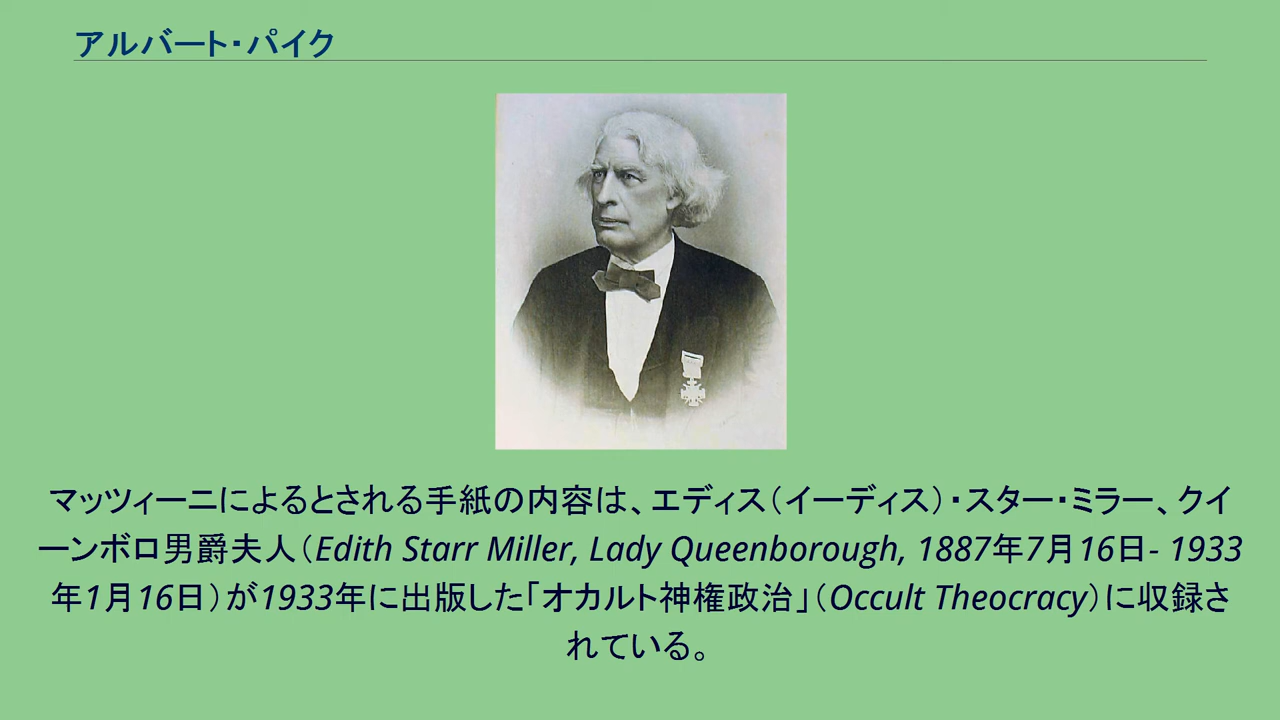 アルバート・パイク
マッツィーニによるとされる手紙の内容は、エディス（イーディス）・スター・ミラー、クイ
ーンボロ男爵夫人（Edith Starr Miller, Lady Queenborough, 1887年7月16日- 1933
年1月16日）が1933年に出版した「オカルト神権政治」（Occult Theocracy）に収録さ
れている。